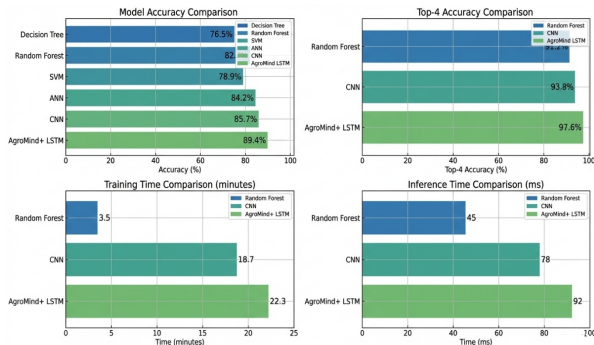 Model Accuracy Comparison
Decision Tree
76.5%
Decision Tree
Random Forest
SVM
ANN
CNN
AgroMind LSTM
Random Forest
82.
SVM
78.9%
ANN
84.2%
CNN
85.7%
AgroMind+ LSTM
89.4%
0 20 40 60 80 100
Accuracy (%)
Top-4 Accuracy Comparison
Random Forest
CNN
AgroMind LSTM
Random Forest
91.2%
CNN
93.8%
AgroMind+ LSTM
97.6%
0 20 40 60 80 100
Top-4 Accuracy (%)
Training Time Comparison (minutes)
Random Forest
CNN
AgroMind LSTM
Random Forest
3.5
CNN
18.7
AgroMind+ LSTM
22.3
0 5 10 15 20 25
Time (minutes)
Inference Time Comparison (ms)
Random Forest
CNN
AgroMind LSTM
Random Forest
45
CNN
78
AgroMind+ LSTM
92
0 20 40 60 80 100
Time (ms)